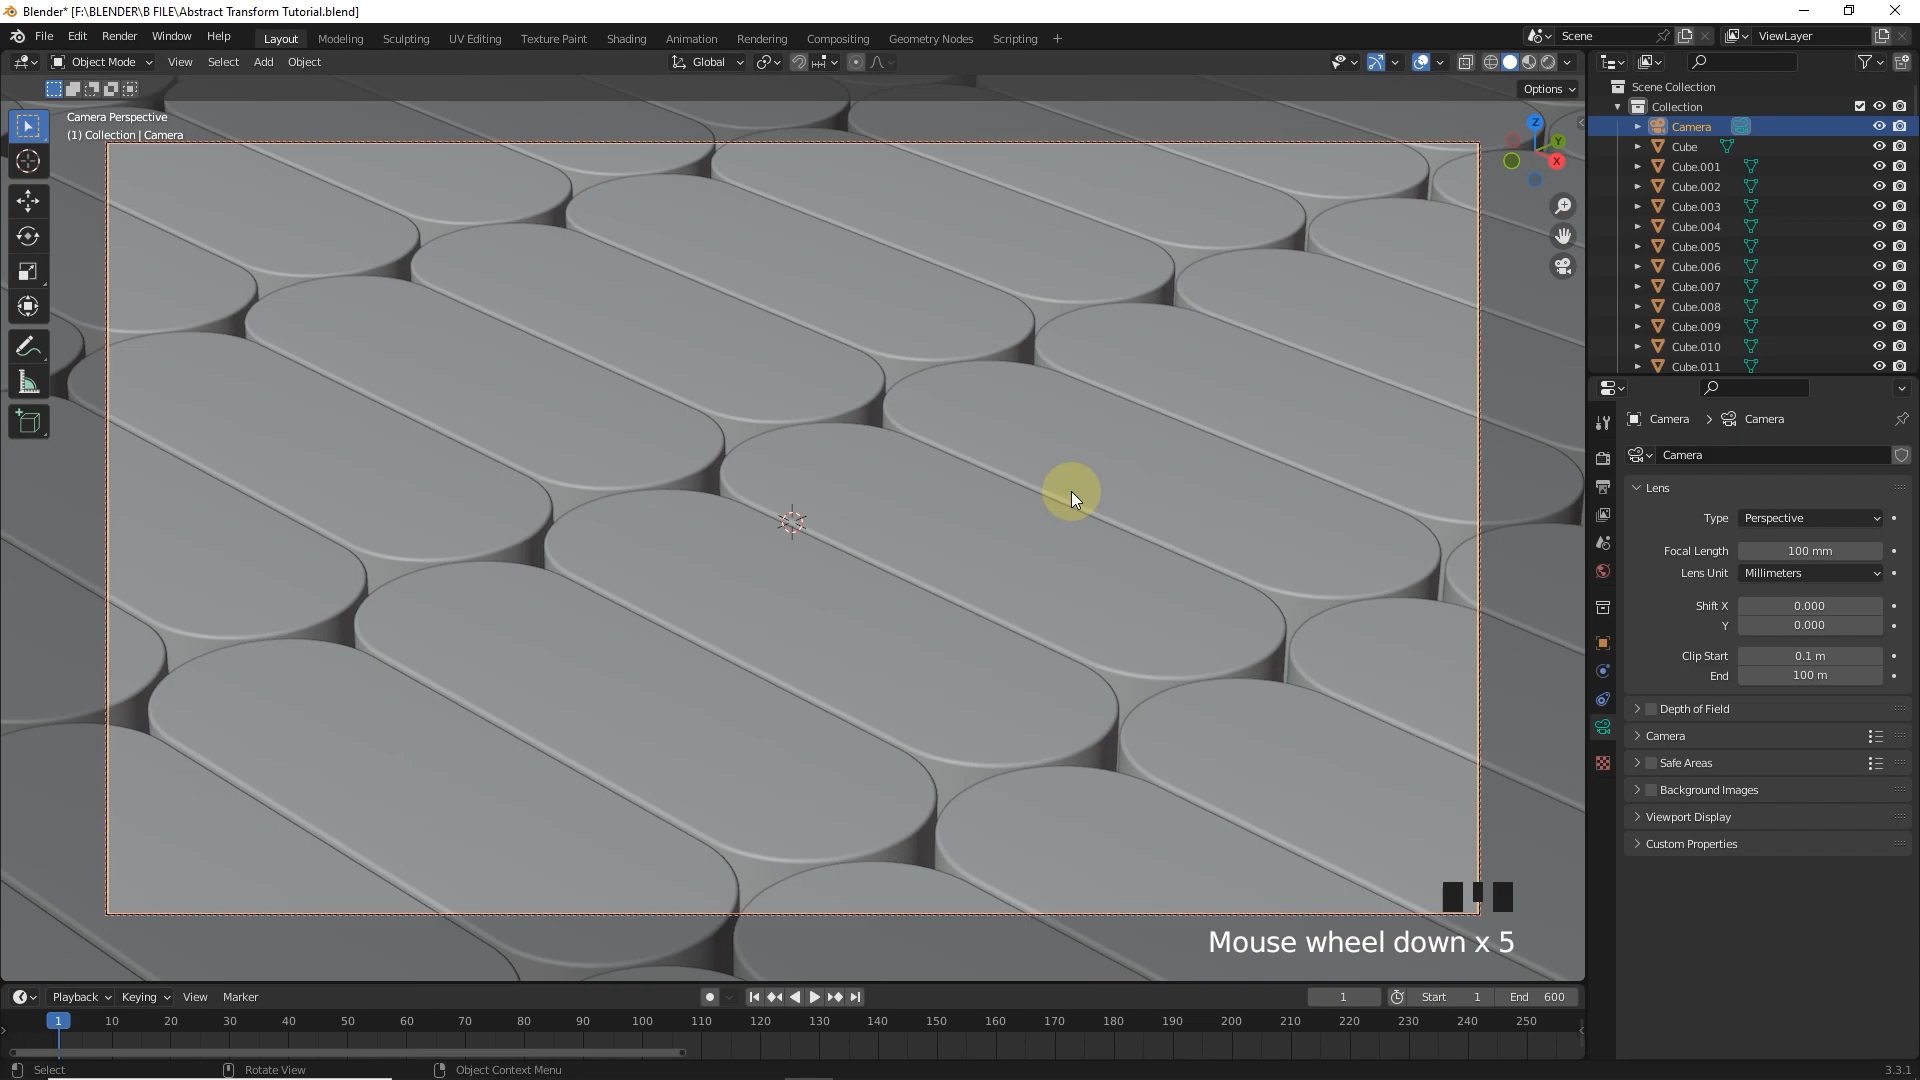 Blender* [F:\BLENDER\B FILE\Abstract Transform Tutorial.blend]
File Edit Render Window Help Layout Modeling Sculpting UV Editing Texture Paint Shading Animation Rendering Compositing Geometry Nodes Scripting + Scene ViewLayer
Object Mode View Select Add Object Global
Options
Camera Perspective
(1) Collection | Camera
Z
Y
X
Scene Collection
Collection
Camera
Cube
Cube.001
Cube.002
Cube.003
Cube.004
Cube.005
Cube.006
Cube.007
Cube.008
Cube.009
Cube.010
Cube.011
Camera > Camera
Camera
Lens
Type Perspective
Focal Length 100 mm
Lens Unit Millimeters
Shift X 0.000
Y 0.000
Clip Start 0.1 m
End 100 m
Depth of Field
Camera
Safe Areas
Background Images
Viewport Display
Custom Properties
Mouse wheel down x 5
Playback Keying View Marker 1 Start 1 End 600
1 10 20 30 40 50 60 70 80 90 100 110 120 130 140 150 160 170 180 190 200 210 220 230 240 250
Select Rotate View Object Context Menu 3.3.1